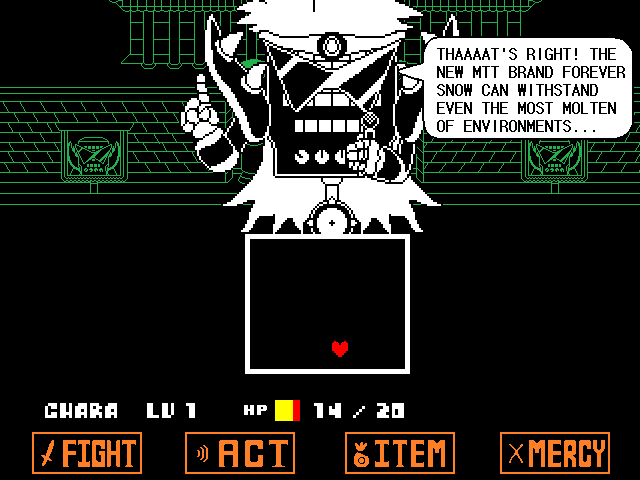 THAAAAT'S RIGHT! THE
NEW MTT BRAND FOREVER
SNOW CAN WITHSTAND
EVEN THE MOST MOLTEN
OF ENVIRONMENTS...
CHARA LV 1 HP 14 / 20
FIGHT ACT ITEM MERCY